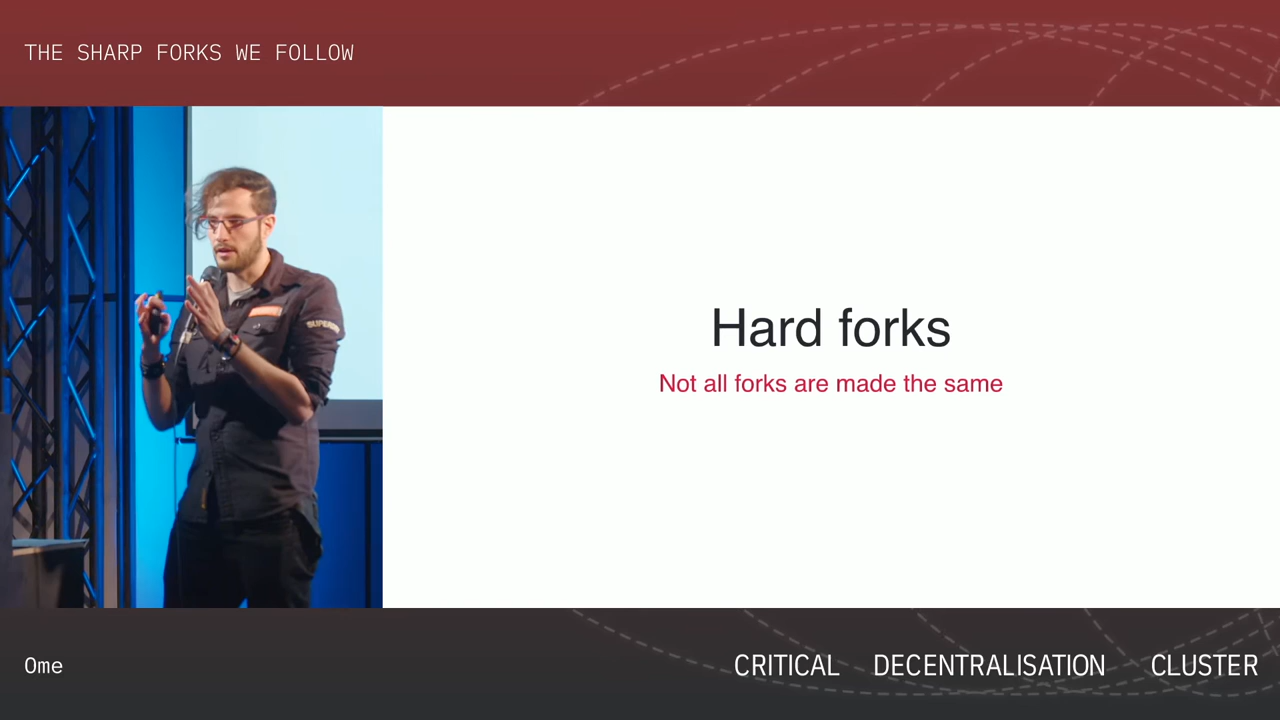 THE SHARP FORKS WE FOLLOW
Hard forks
Not all forks are made the same
Ome
CRITICAL DECENTRALISATION CLUSTER